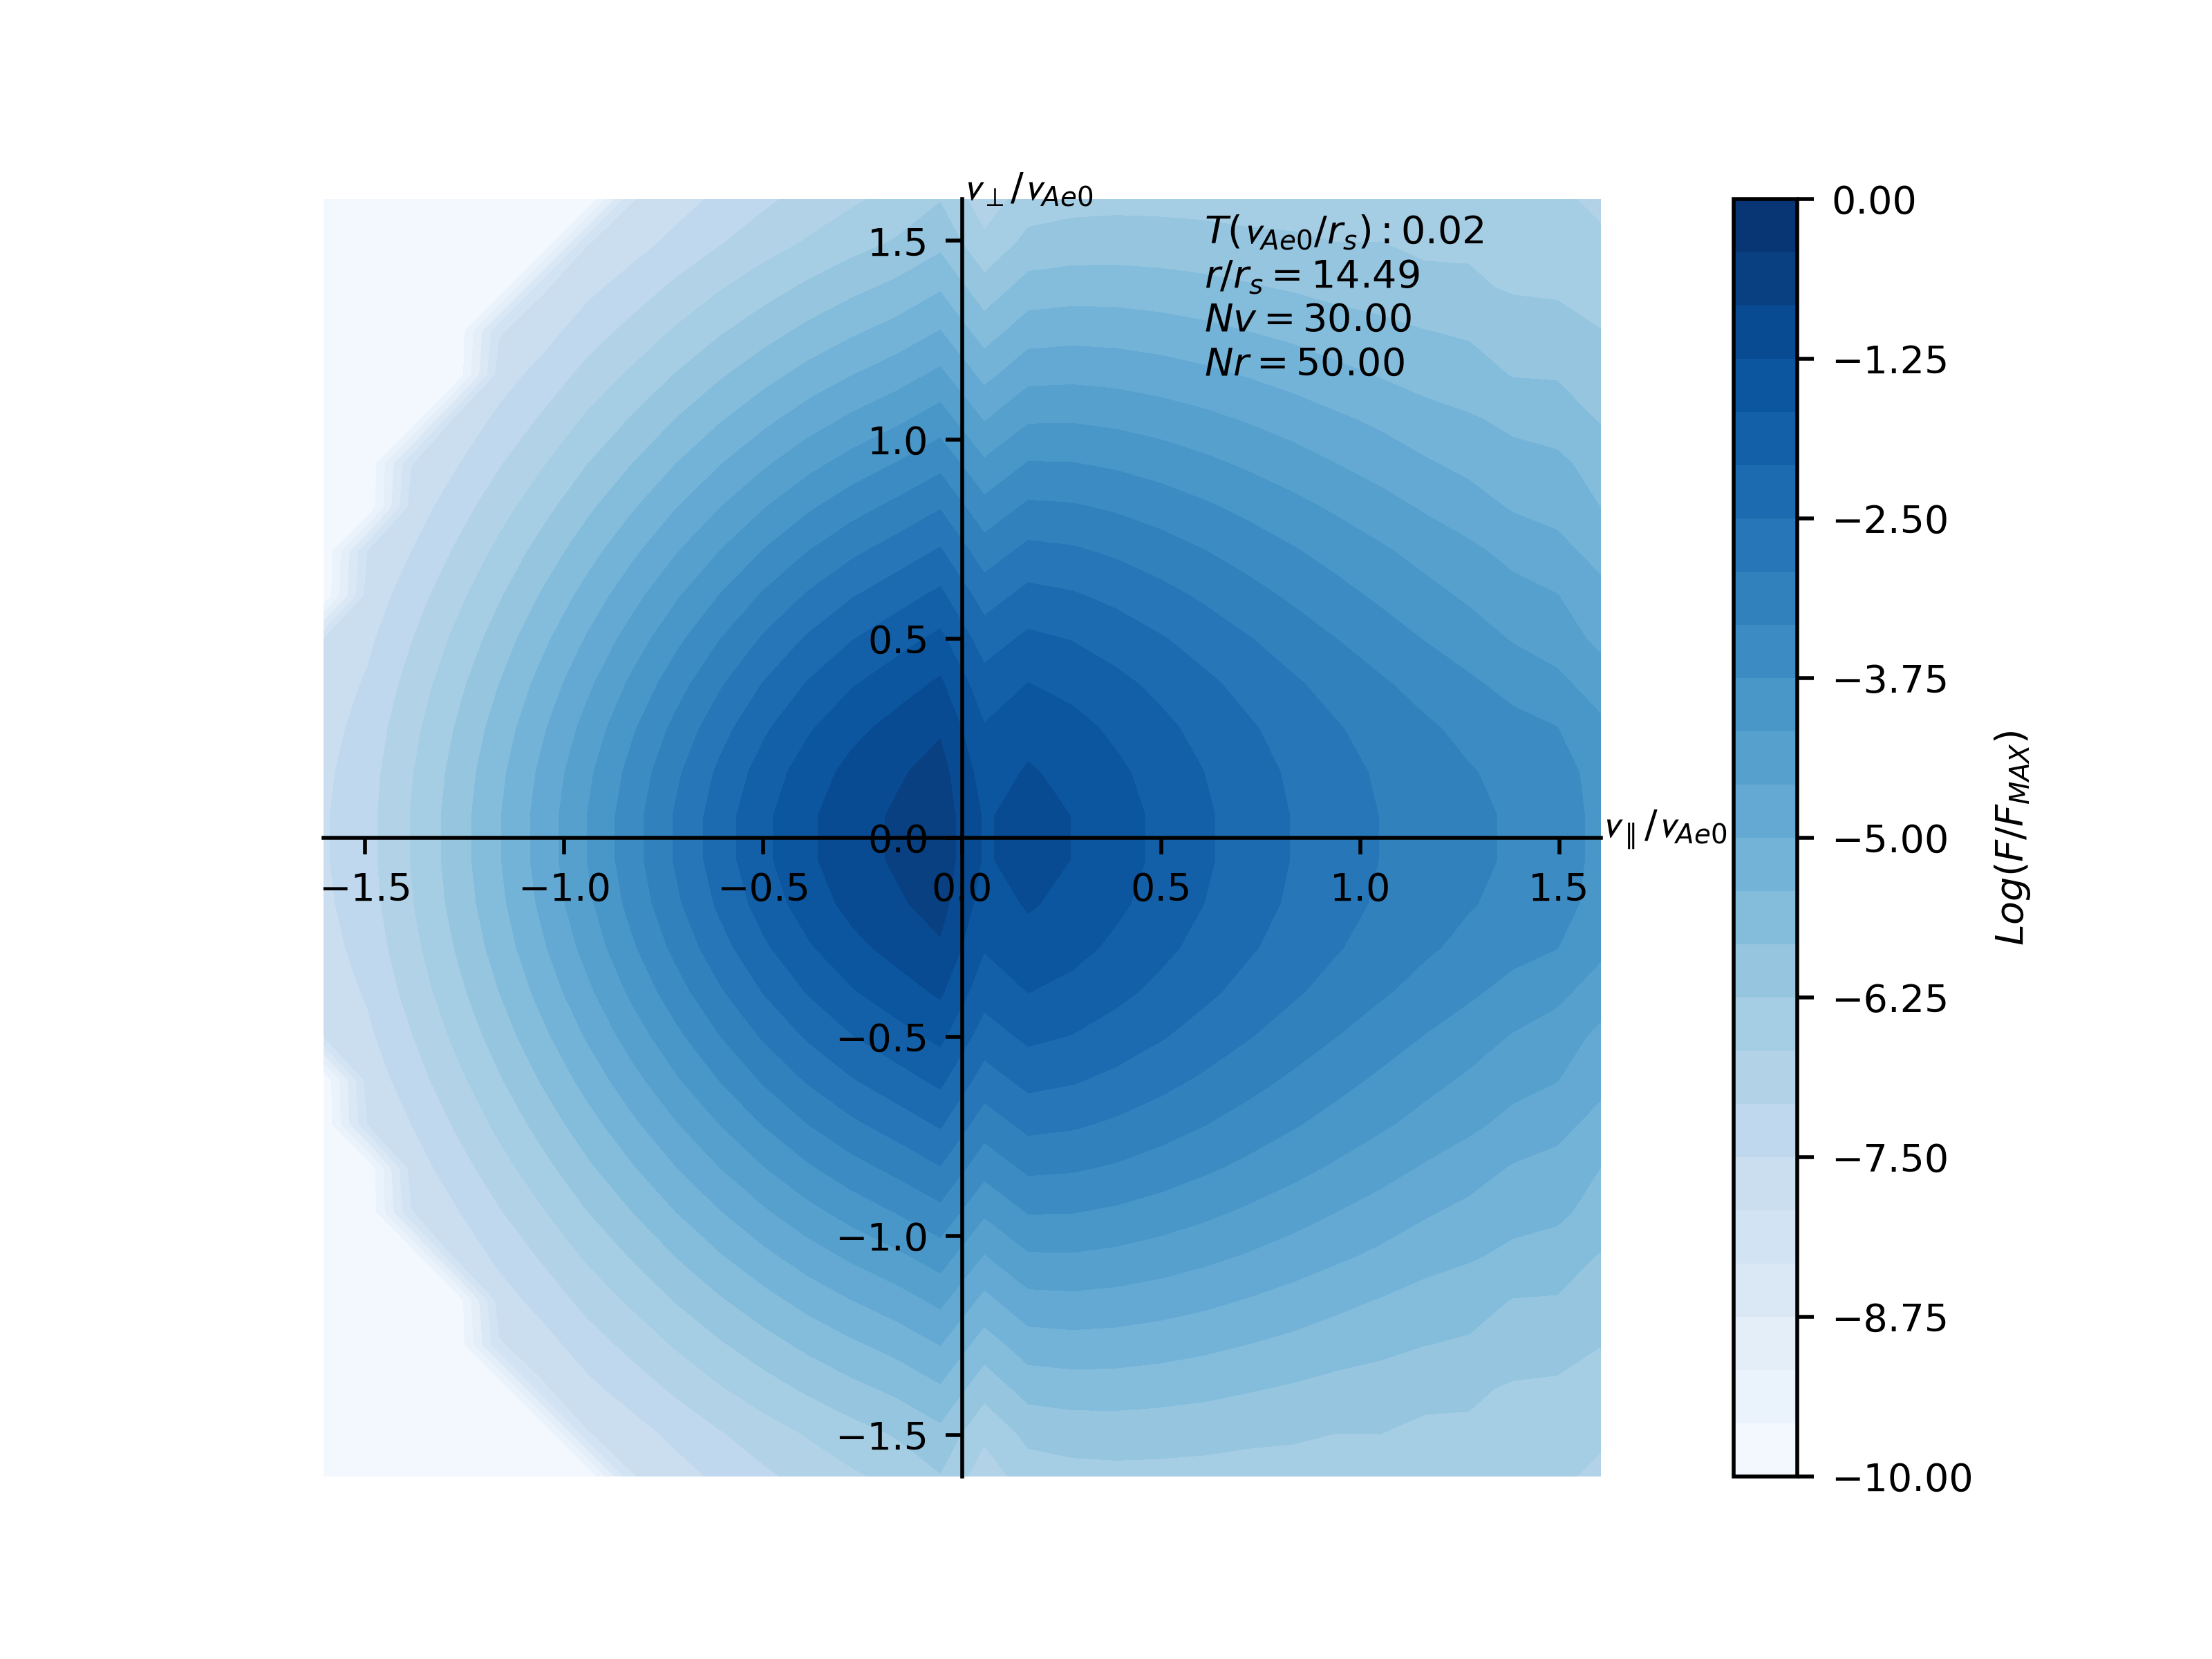 v⊥/vAe0
T(vAe0/rs) : 0.02
r/rs = 14.49
Nv = 30.00
Nr = 50.00
1.5
1.0
0.5
0.0
−0.5
−1.0
−1.5
−1.5 −1.0 −0.5 0.0 0.5 1.0 1.5
v∥/vAe0
0.00
−1.25
−2.50
−3.75
−5.00
−6.25
−7.50
−8.75
−10.00
Log(F/FMAX)